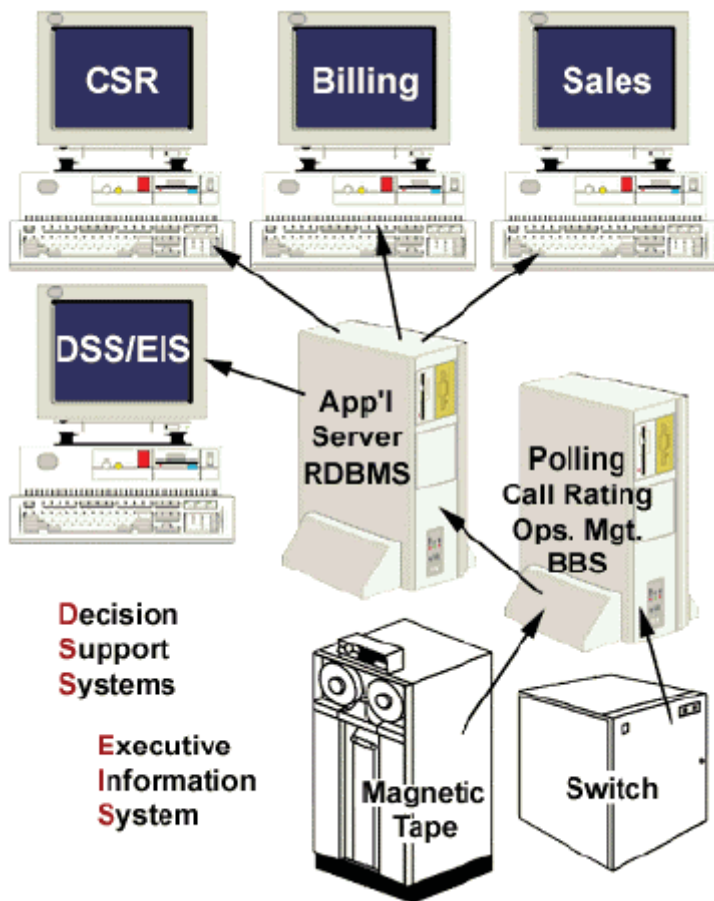 CSR
Billing
Sales
DSS/EIS
App'l
Server
RDBMS
Polling
Call Rating
Ops. Mgt.
BBS
Decision
Support
Systems
Executive
Information
System
Magnetic
Tape
Switch